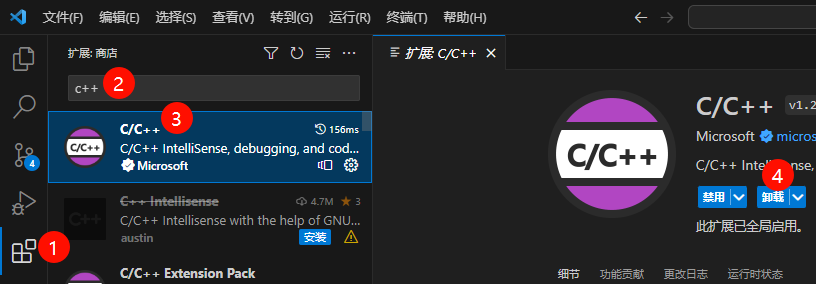 文件(F) 编辑(E) 选择(S) 查看(V) 转到(G) 运行(R) 终端(T) 帮助(H)
扩展: 商店
扩展: C/C++
c++
2
3
C/C++
156ms
C/C++ IntelliSense, debugging, and cod...
Microsoft
C/C++
C++ Intellisense
4.7M
3
C/C++ Intellisense with the help of GNU...
austin
安装
C/C++ Extension Pack
4
1
C/C++
C/C++
v1.2
Microsoft
micros
C/C++
4
禁用
卸载
此扩展已全局启用。
细节 功能贡献 更改日志 运行时状态